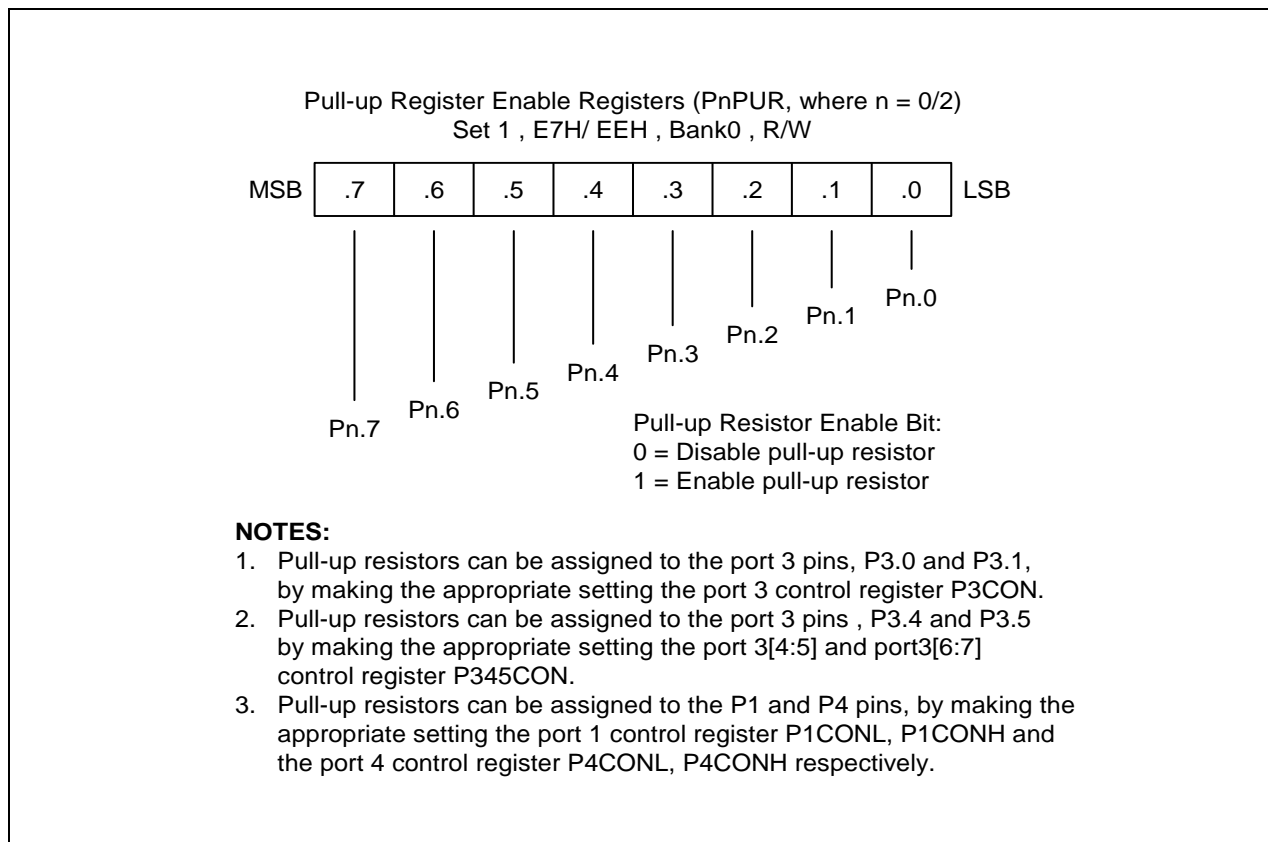 Pull-up Register Enable Registers (PnPUR, where n = 0/2)
Set 1 , E7H/ EEH , Bank0 , R/W
MSB .7 .6 .5 .4 .3 .2 .1 .0 LSB
Pn.0
Pn.1
Pn.2
Pn.3
Pn.4
Pn.5
Pn.6
Pn.7
Pull-up Resistor Enable Bit:
0 = Disable pull-up resistor
1 = Enable pull-up resistor
NOTES:
1. Pull-up resistors can be assigned to the port 3 pins, P3.0 and P3.1,
by making the appropriate setting the port 3 control register P3CON.
2. Pull-up resistors can be assigned to the port 3 pins , P3.4 and P3.5
by making the appropriate setting the port 3[4:5] and port3[6:7]
control register P345CON.
3. Pull-up resistors can be assigned to the P1 and P4 pins, by making the
appropriate setting the port 1 control register P1CONL, P1CONH and
the port 4 control register P4CONL, P4CONH respectively.